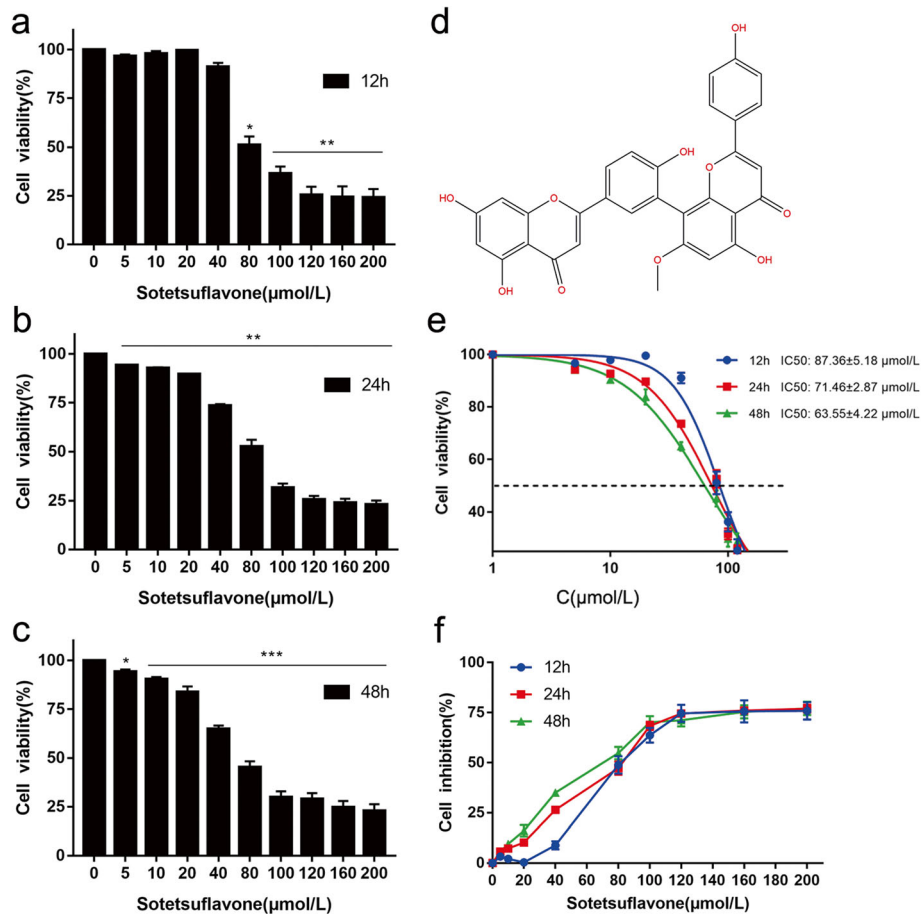 a
Cell viability(%)
100
75
50
25
0
12h
*
**
0 5 10 20 40 80 100 120 160 200
Sotetsuflavone(μmol/L)
b
Cell viability(%)
100
75
50
25
0
24h
**
0 5 10 20 40 80 100 120 160 200
Sotetsuflavone(μmol/L)
c
Cell viability(%)
100
75
50
25
0
48h
*
***
0 5 10 20 40 80 100 120 160 200
Sotetsuflavone(μmol/L)
d
OH
OH
HO
O
O
O
O
OH
OH
O
e
Cell viability(%)
100
80
60
40
12h IC50: 87.36±5.18 μmol/L
24h IC50: 71.46±2.87 μmol/L
48h IC50: 63.55±4.22 μmol/L
1 10 100
C(μmol/L)
f
Cell inhibition(%)
100
75
50
25
0
12h
24h
48h
0 20 40 60 80 100 120 140 160 180 200
Sotetsuflavone(μmol/L)